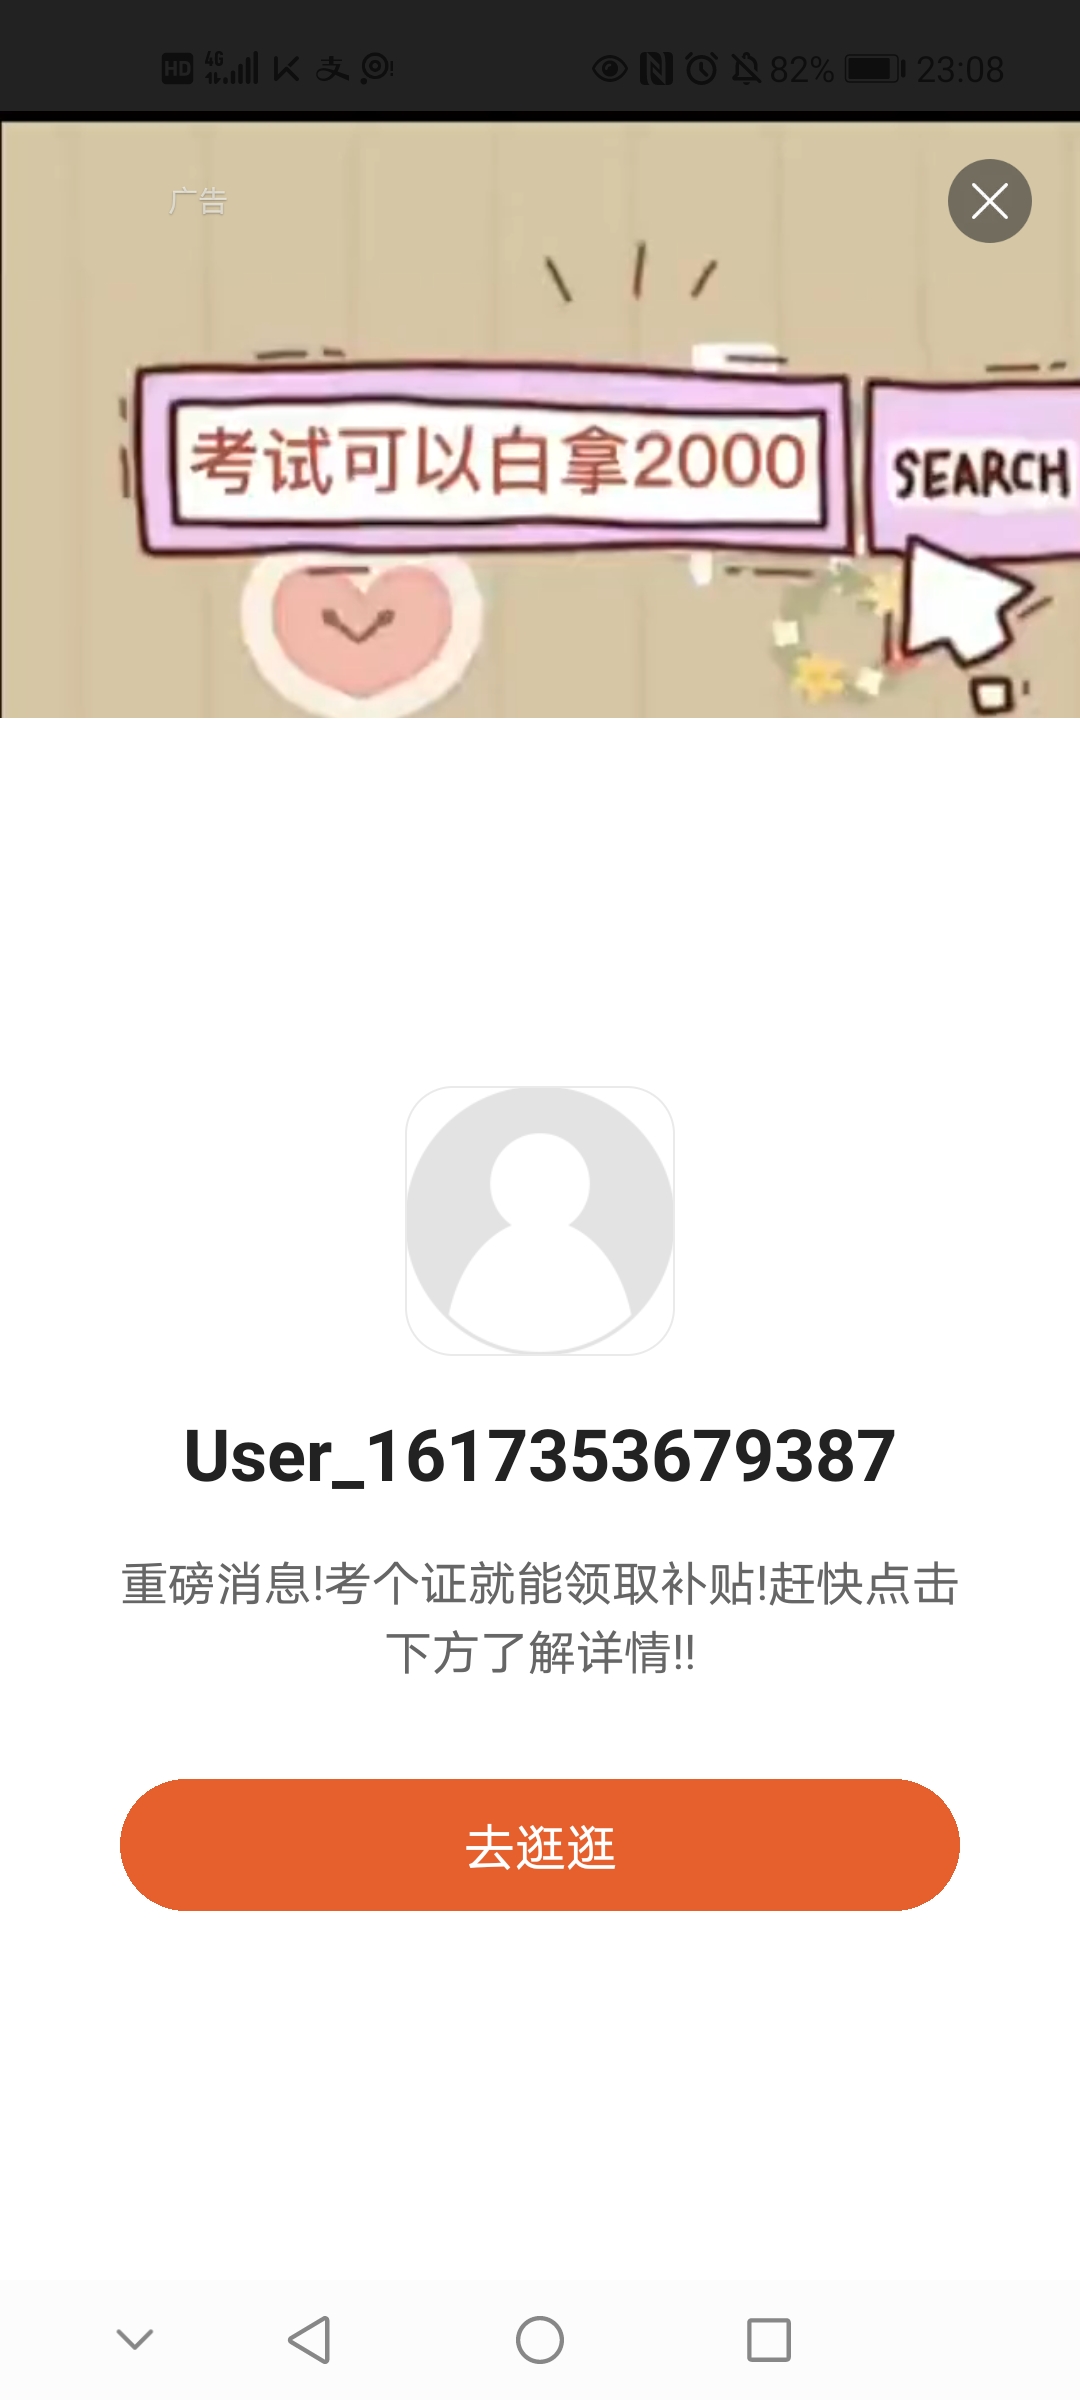 HD 4G 支 82% 23:08
广告
考试可以白拿2000
SEARCH
User_1617353679387
重磅消息!考个证就能领取补贴!赶快点击
下方了解详情!!
去逛逛